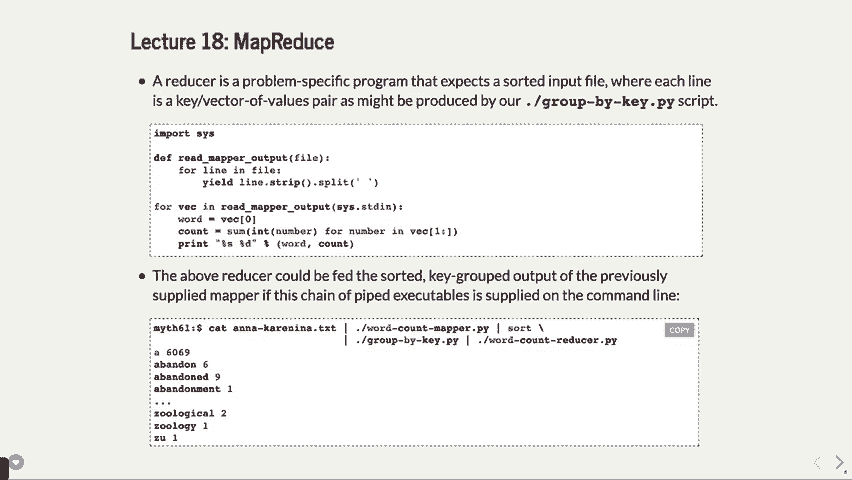 Lecture 18: MapReduce
• A reducer is a problem-specific program that expects a sorted input file, where each line
is a key/vector-of-values pair as might be produced by our ./group-by-key.py script.
import sys
def read_mapper_output(file):
    for line in file:
        yield line.strip().split(' ')
for vec in read_mapper_output(sys.stdin):
    word = vec[0]
    count = sum(int(number) for number in vec[1:])
    print "%s %d" % (word, count)
• The above reducer could be fed the sorted, key-grouped output of the previously
supplied mapper if this chain of piped executables is supplied on the command line:
myth61:$ cat anna-karenina.txt | ./word-count-mapper.py | sort \
| ./group-by-key.py | ./word-count-reducer.py
COPY
a 6069
abandon 6
abandoned 9
abandonment 1
...
zoological 2
zoology 1
zu 1